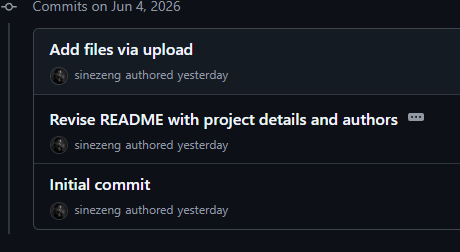 Commits on Jun 4, 2026
Add files via upload
sinezeng authored yesterday
Revise README with project details and authors
sinezeng authored yesterday
Initial commit
sinezeng authored yesterday